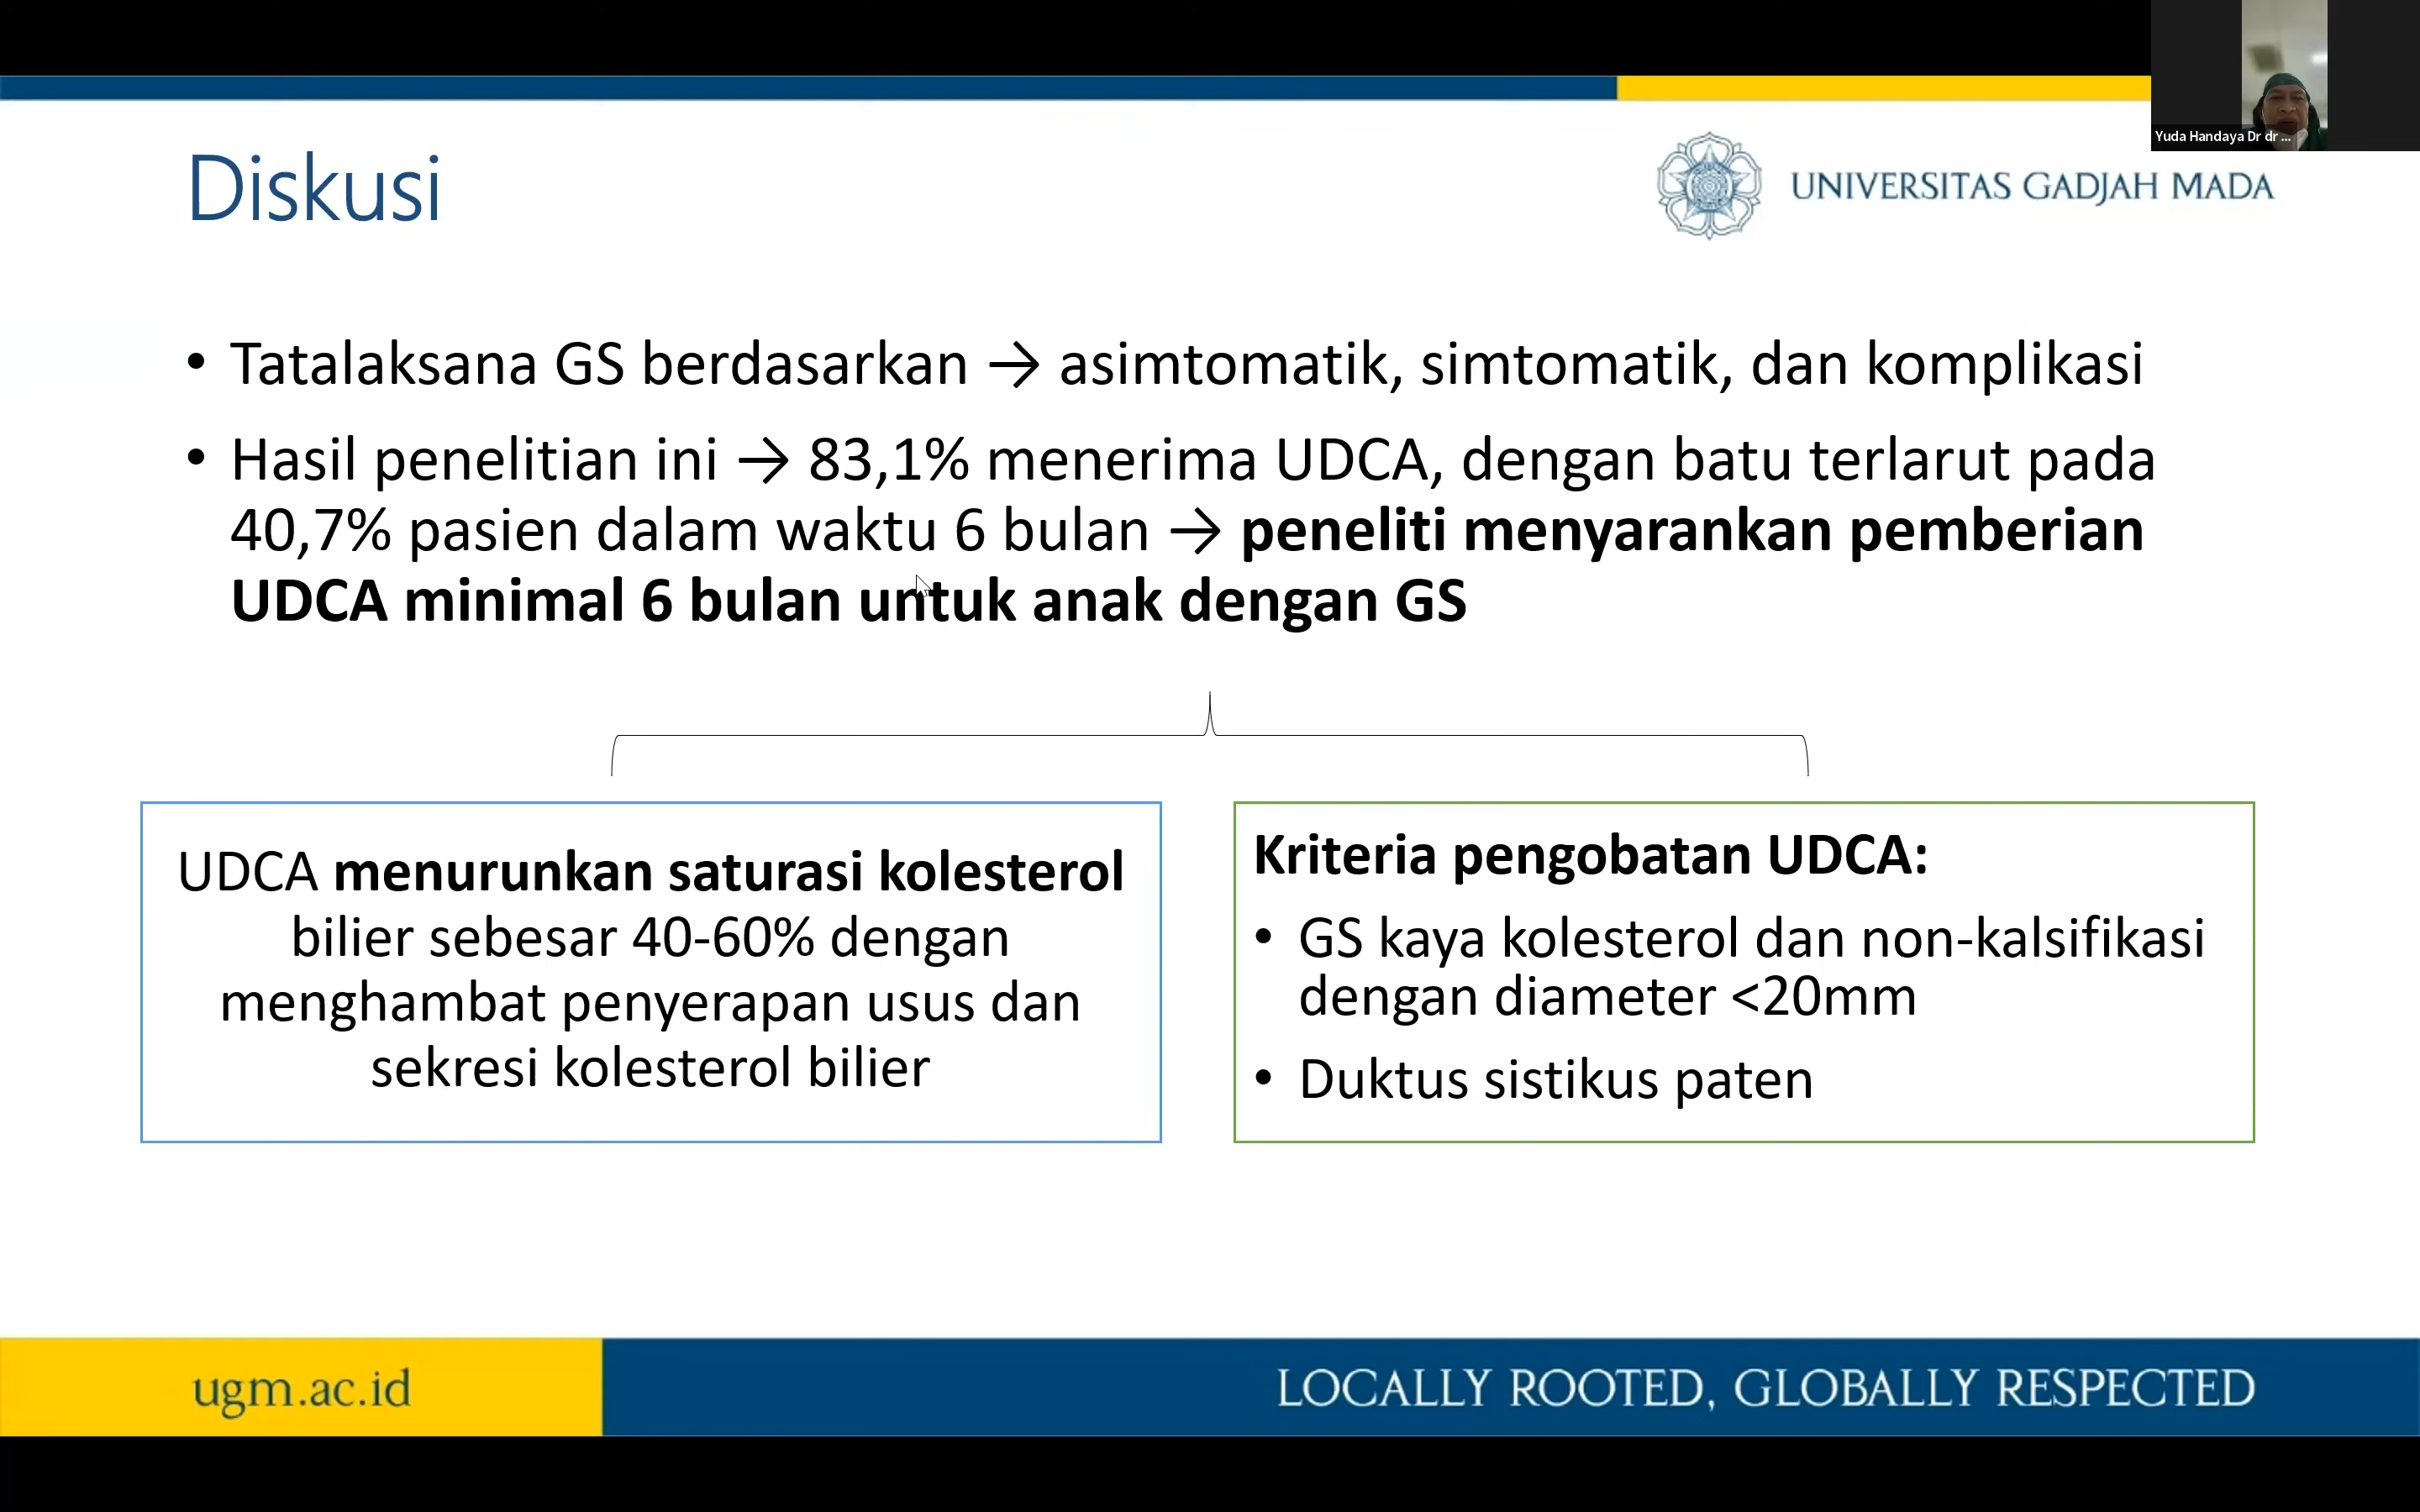 Yuda Handaya Dr dr ...
Diskusi
UNIVERSITAS GADJAH MADA
• Tatalaksana GS berdasarkan → asimtomatik, simtomatik, dan komplikasi
• Hasil penelitian ini → 83,1% menerima UDCA, dengan batu terlarut pada
40,7% pasien dalam waktu 6 bulan → peneliti menyarankan pemberian
UDCA minimal 6 bulan untuk anak dengan GS
UDCA menurunkan saturasi kolesterol
bilier sebesar 40-60% dengan
menghambat penyerapan usus dan
sekresi kolesterol bilier
Kriteria pengobatan UDCA:
• GS kaya kolesterol dan non-kalsifikasi
dengan diameter <20mm
• Duktus sistikus paten
ugm.ac.id
LOCALLY ROOTED, GLOBALLY RESPECTED